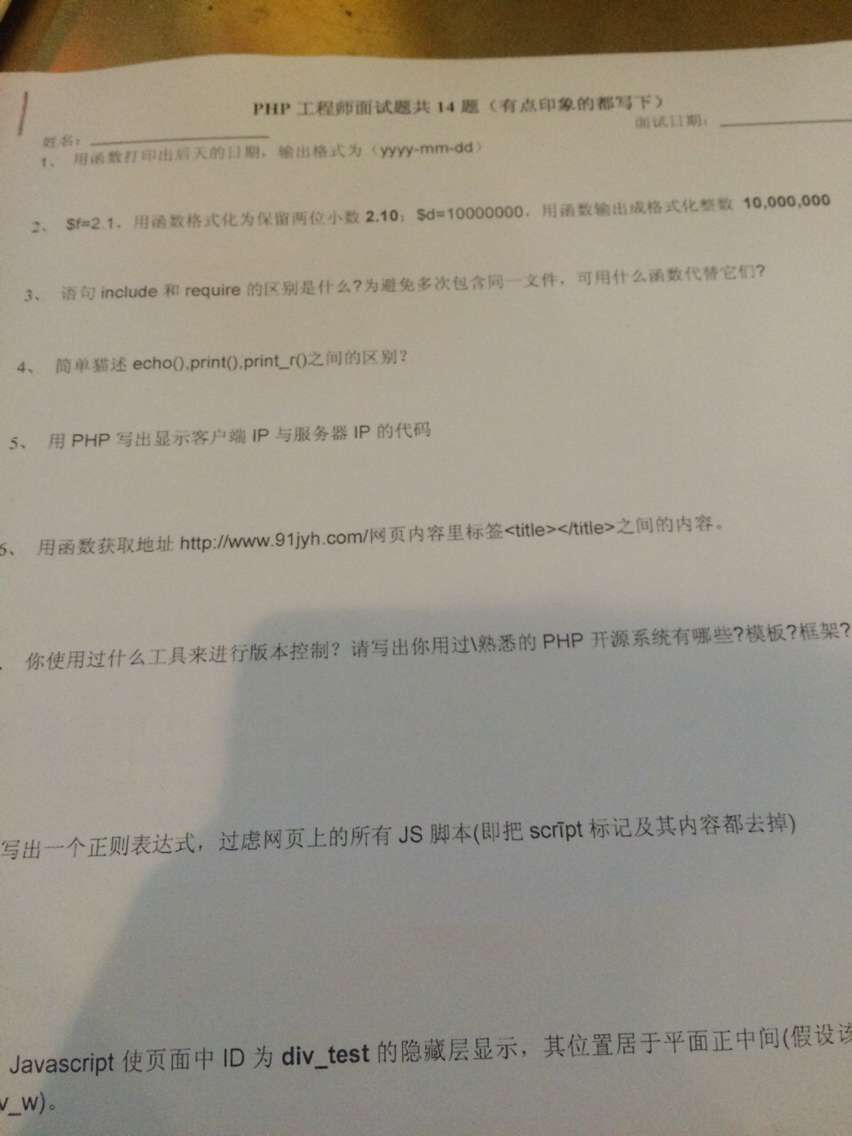 PHP 工程师面试题共 14 题（有点印象的都写下）
姓名： 面试日期：
1、 用函数打印出后天的日期，输出格式为（yyyy-mm-dd）
2、 $f=2.1，用函数格式化为保留两位小数 2.10；$d=10000000，用函数输出成格式化整数 10,000,000
3、 语句 include 和 require 的区别是什么?为避免多次包含同一文件，可用什么函数代替它们?
4、 简单猫述 echo(),print(),print_r()之间的区别?
5、 用 PHP 写出显示客户端 IP 与服务器 IP 的代码
6、 用函数获取地址 http://www.91jyh.com/网页内容里标签<title></title>之间的内容。
你使用过什么工具来进行版本控制？请写出你用过\熟悉的 PHP 开源系统有哪些?模板?框架?
写出一个正则表达式，过虑网页上的所有 JS 脚本(即把 scrīpt 标记及其内容都去掉)
Javascript 使页面中 ID 为 div_test 的隐藏层显示，其位置居于平面正中间(假设该
v_w)。